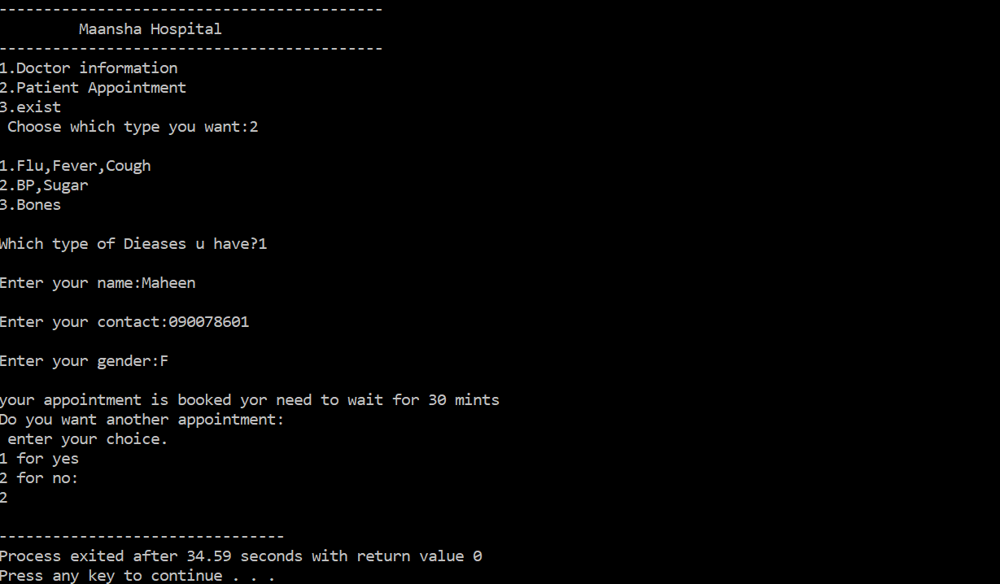 -------------------------------------------
Maansha Hospital
-------------------------------------------
1.Doctor information
2.Patient Appointment
3.exist
Choose which type you want:2
1.Flu,Fever,Cough
2.BP,Sugar
3.Bones
Which type of Dieases u have?1
Enter your name:Maheen
Enter your contact:090078601
Enter your gender:F
your appointment is booked yor need to wait for 30 mints
Do you want another appointment:
enter your choice.
1 for yes
2 for no:
2
--------------------------------
Process exited after 34.59 seconds with return value 0
Press any key to continue . . .